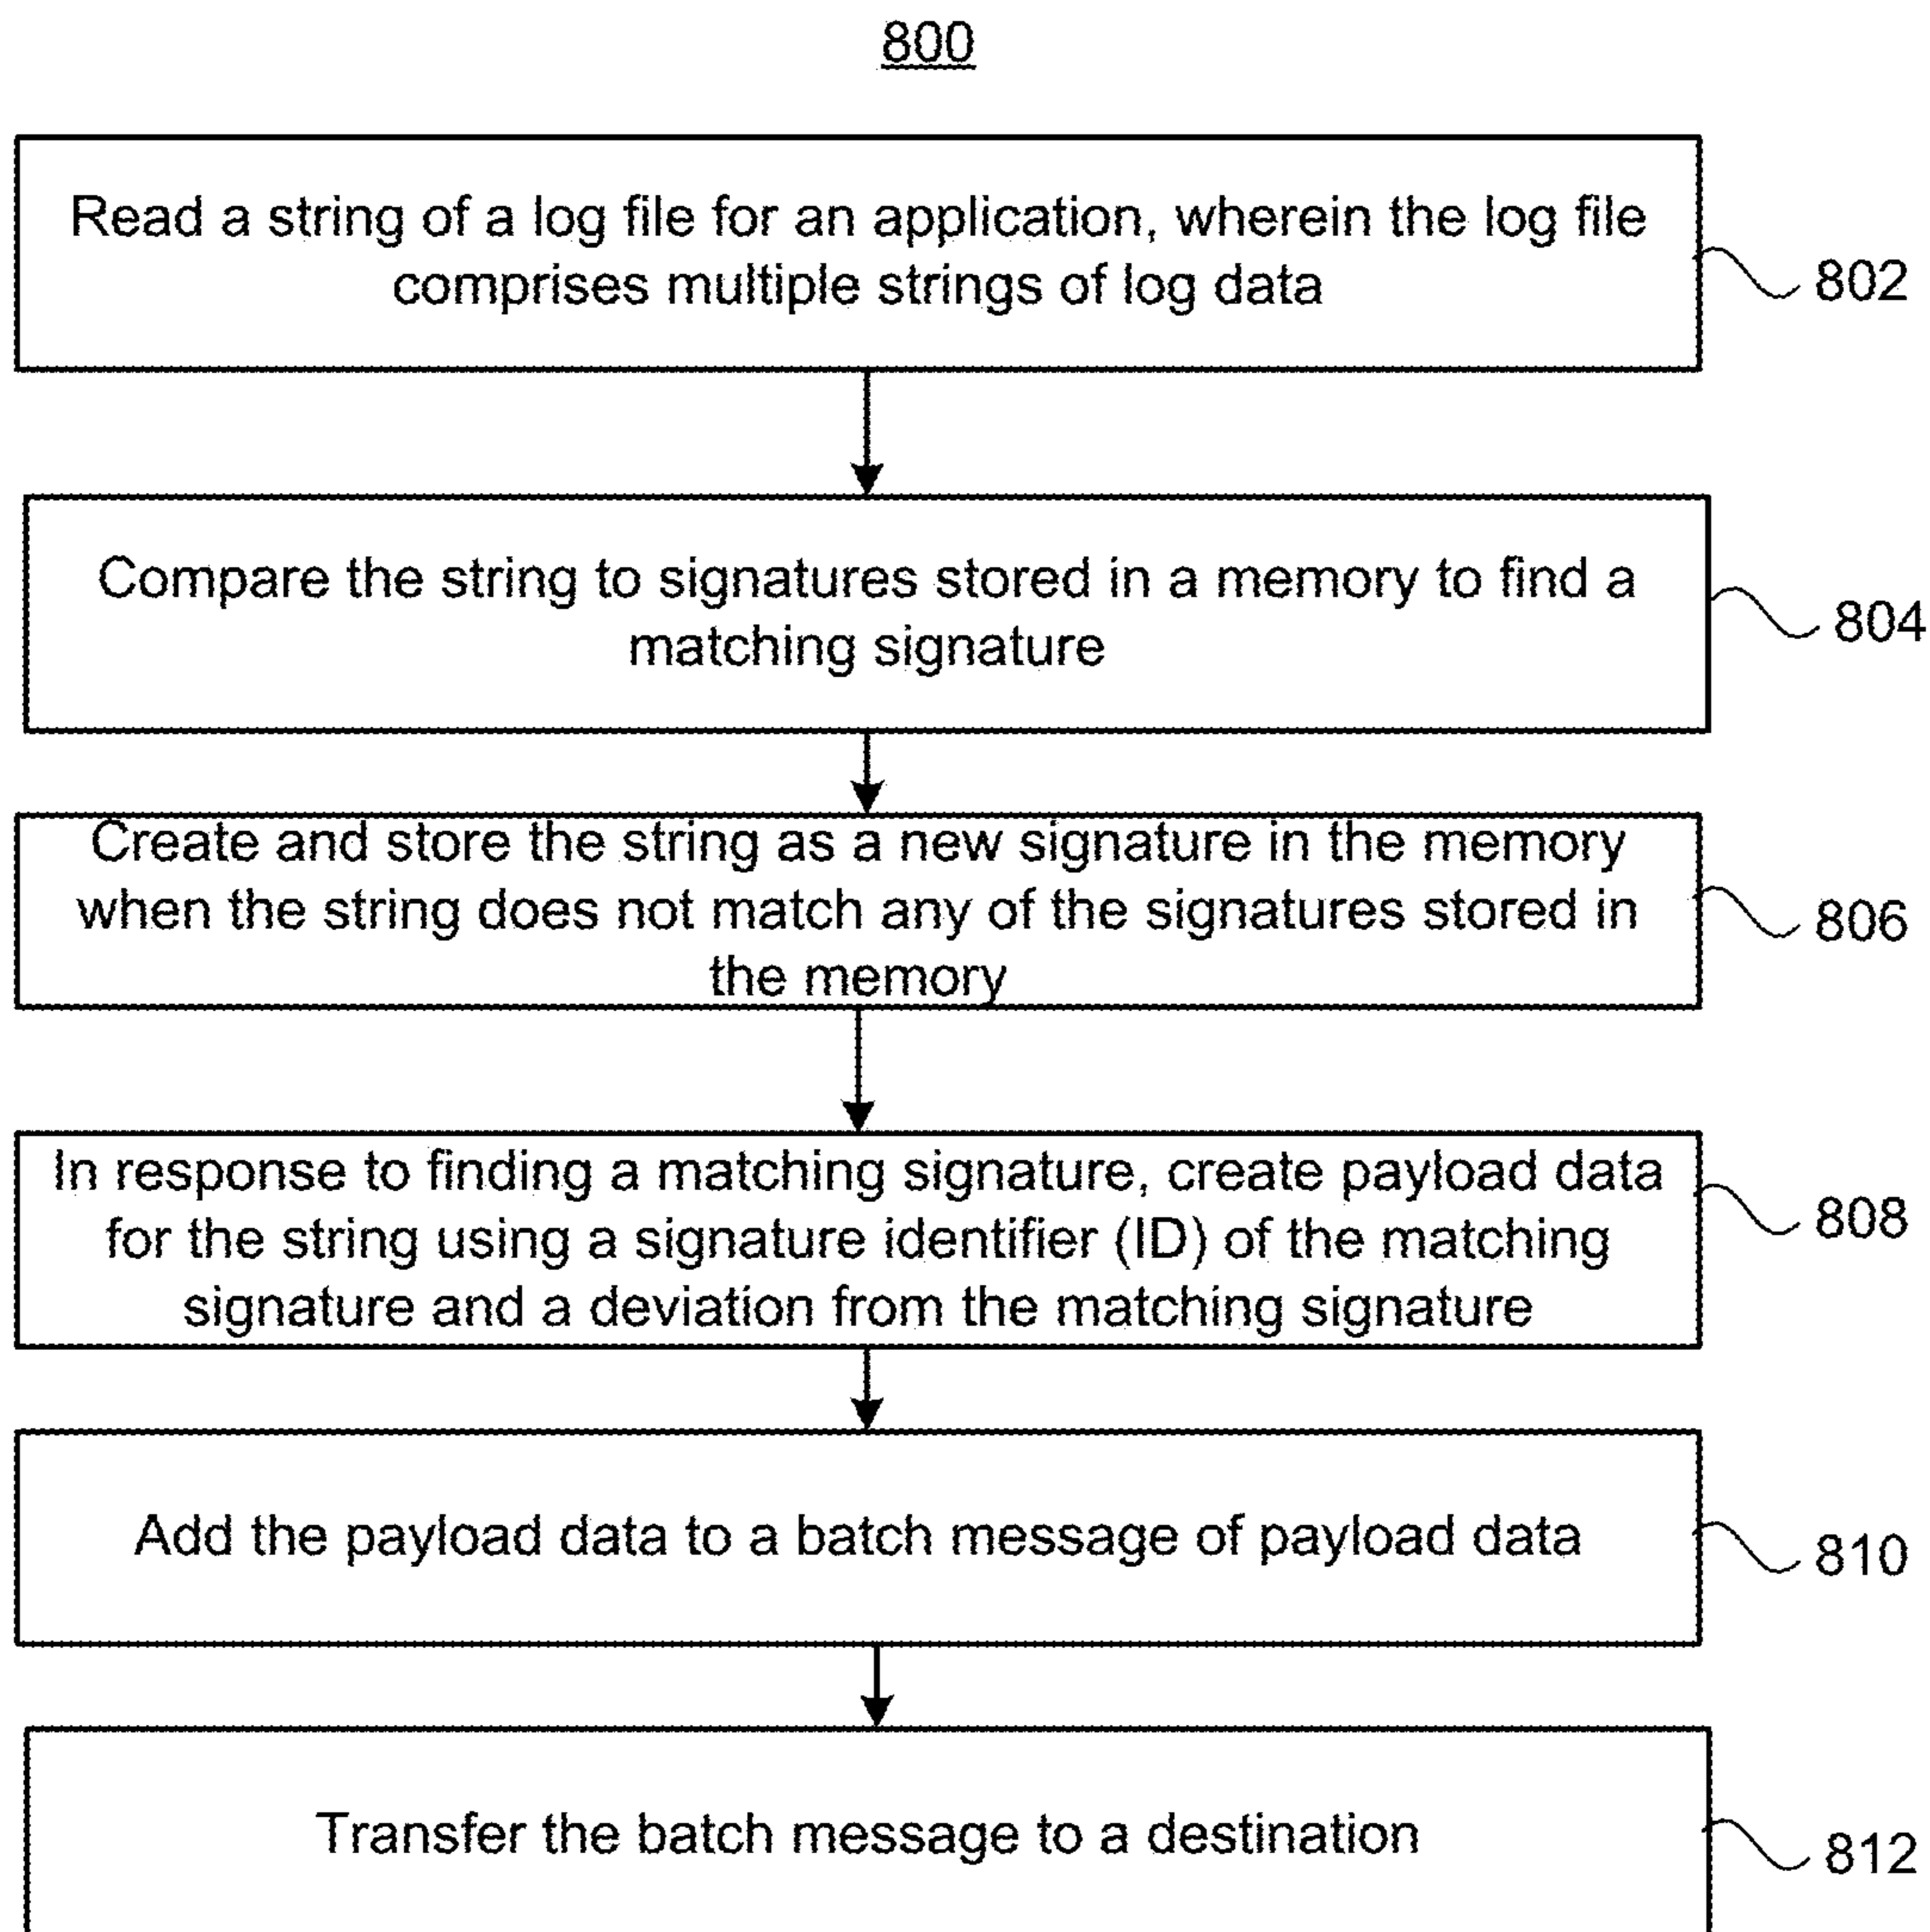 800
Read a string of a log file for an application, wherein the log file
comprises multiple strings of log data
802
Compare the string to signatures stored in a memory to find a
matching signature
804
Create and store the string as a new signature in the memory
when the string does not match any of the signatures stored in
the memory
806
In response to finding a matching signature, create payload data
for the string using a signature identifier (ID) of the matching
signature and a deviation from the matching signature
808
Add the payload data to a batch message of payload data
810
Transfer the batch message to a destination
812